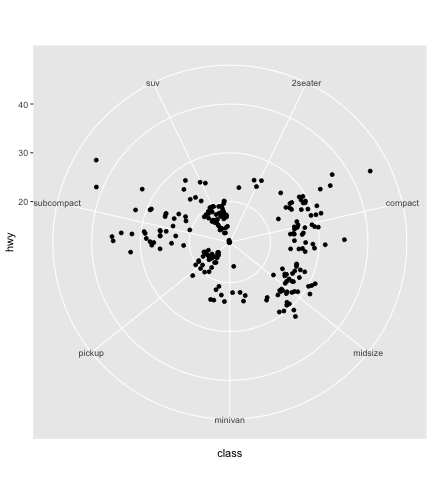 suv
2seater
40
30
20
subcompact
compact
hwy
pickup
midsize
minivan
class